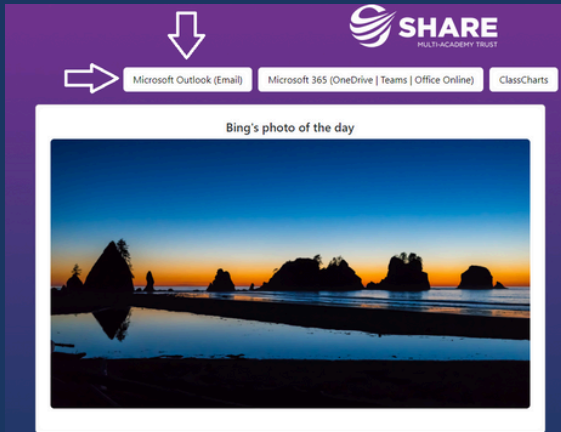 SHARE
MULTI-ACADEMY TRUST
Microsoft Outlook (Email) Microsoft 365 (OneDrive | Teams | Office Online) ClassCharts
Bing's photo of the day